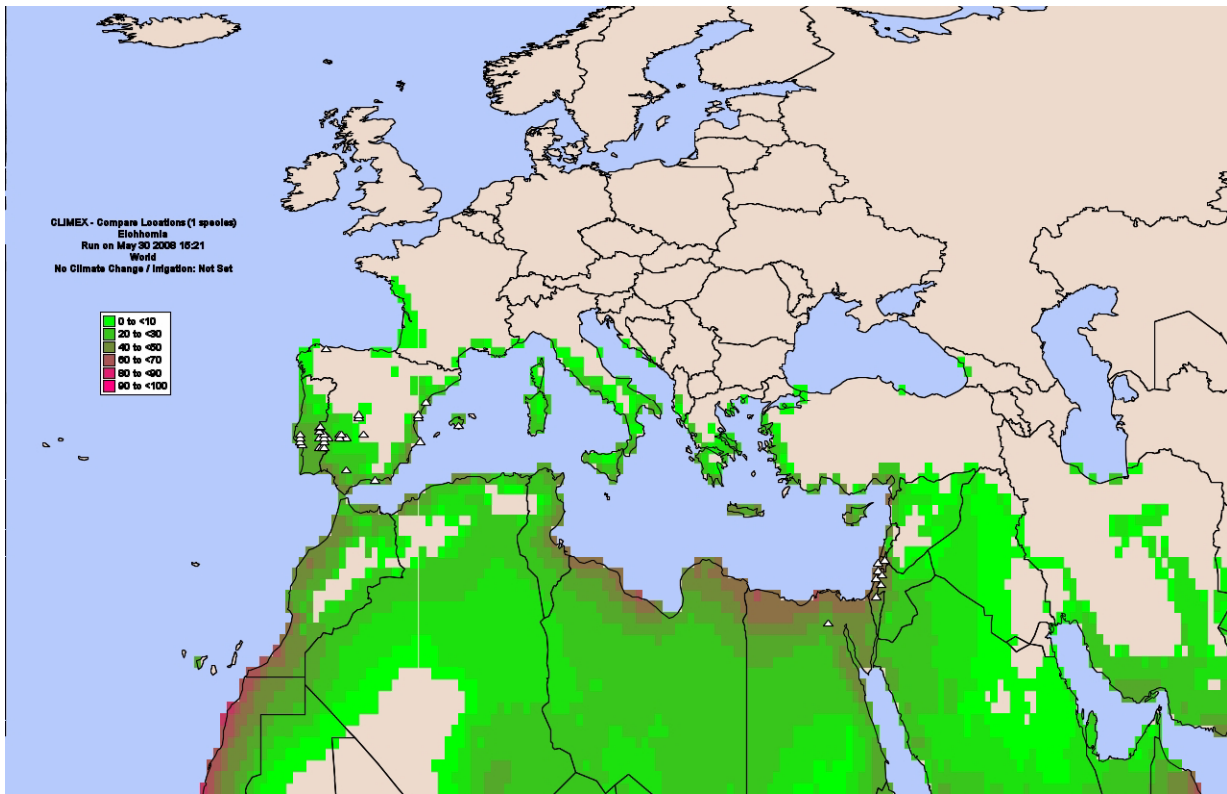 CLIMEX - Compare Locations (1 species)
Eichhornia
Run on May 30 2008 15:21
World
No Climate Change / Irrigation: Not Set
0 to <10
20 to <30
40 to <50
60 to <70
80 to <90
90 to <100